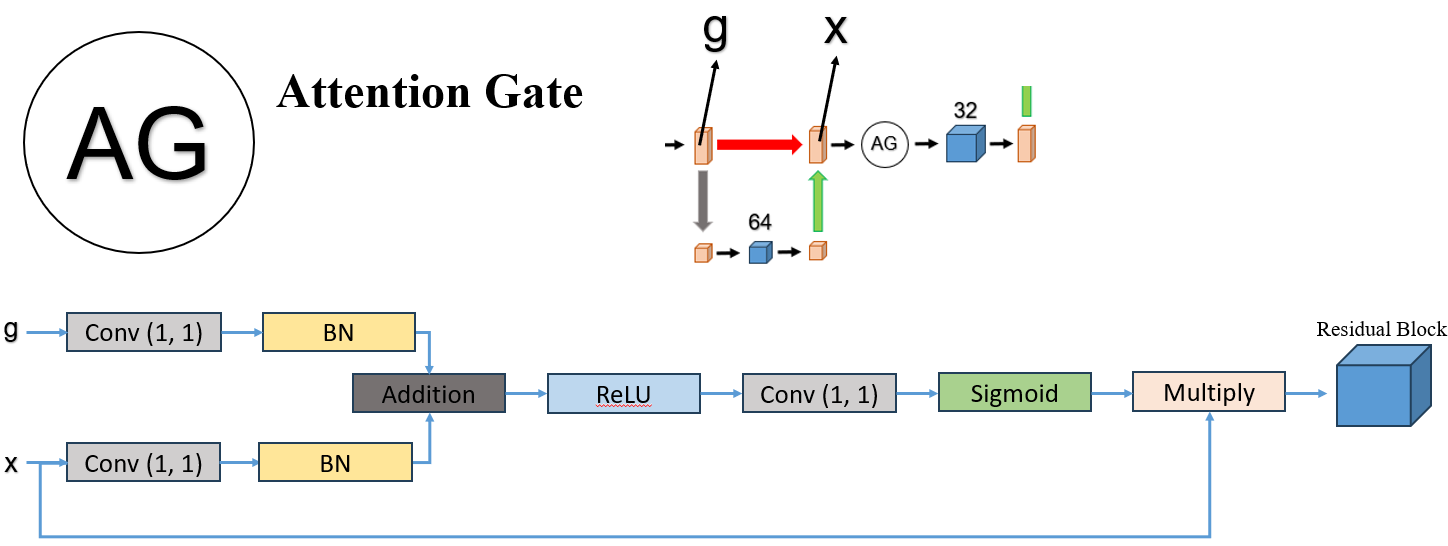 AG
Attention Gate
g
x
AG
32
64
g
Conv (1, 1)
BN
Addition
ReLU
Conv (1, 1)
Sigmoid
Multiply
Residual Block
x
Conv (1, 1)
BN